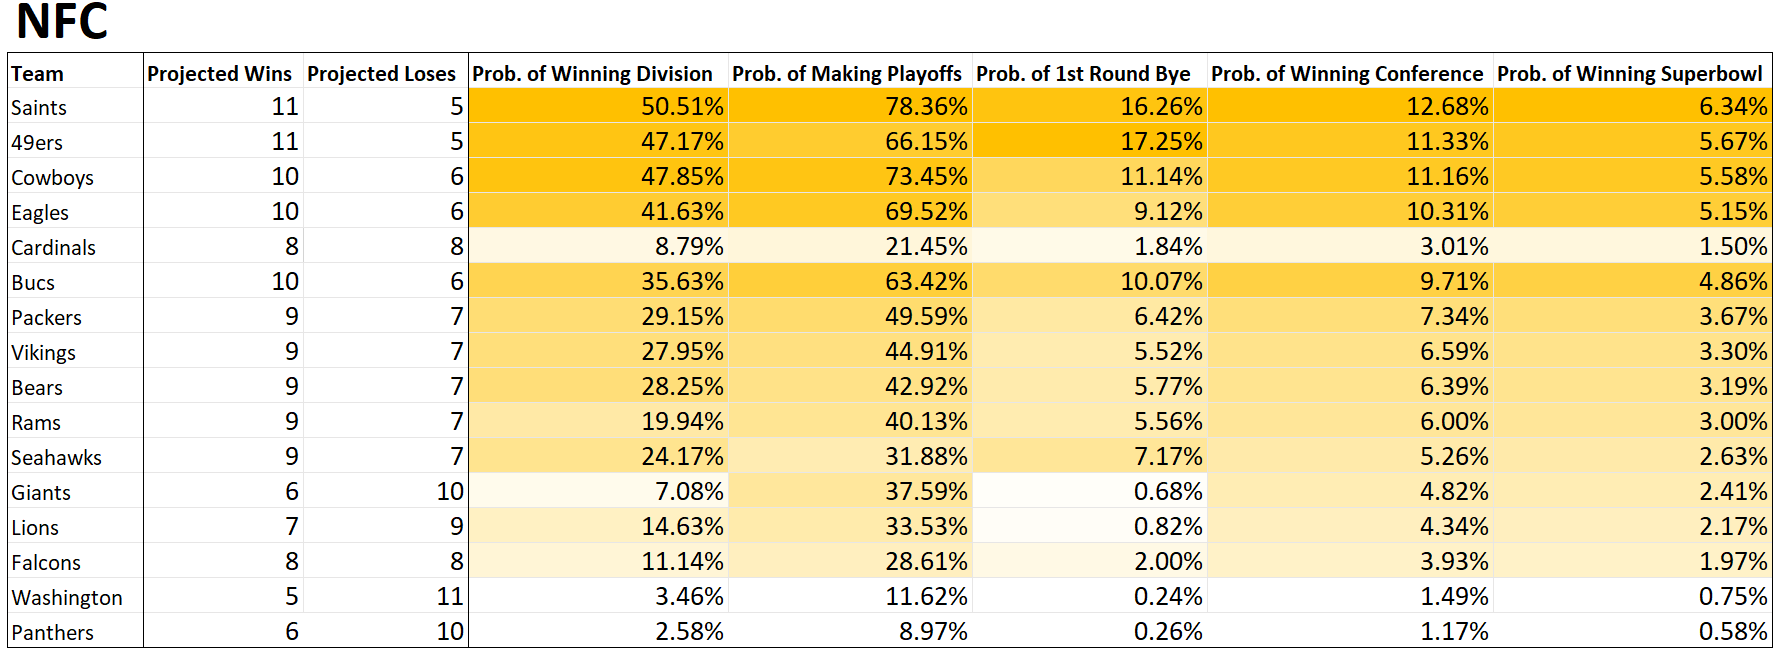 NFC
Team Projected Wins Projected Loses Prob. of Winning Division Prob. of Making Playoffs Prob. of 1st Round Bye Prob. of Winning Conference Prob. of Winning Superbowl
Saints 11 5 50.51% 78.36% 16.26% 12.68% 6.34%
49ers 11 5 47.17% 66.15% 17.25% 11.33% 5.67%
Cowboys 10 6 47.85% 73.45% 11.14% 11.16% 5.58%
Eagles 10 6 41.63% 69.52% 9.12% 10.31% 5.15%
Cardinals 8 8 8.79% 21.45% 1.84% 3.01% 1.50%
Bucs 10 6 35.63% 63.42% 10.07% 9.71% 4.86%
Packers 9 7 29.15% 49.59% 6.42% 7.34% 3.67%
Vikings 9 7 27.95% 44.91% 5.52% 6.59% 3.30%
Bears 9 7 28.25% 42.92% 5.77% 6.39% 3.19%
Rams 9 7 19.94% 40.13% 5.56% 6.00% 3.00%
Seahawks 9 7 24.17% 31.88% 7.17% 5.26% 2.63%
Giants 6 10 7.08% 37.59% 0.68% 4.82% 2.41%
Lions 7 9 14.63% 33.53% 0.82% 4.34% 2.17%
Falcons 8 8 11.14% 28.61% 2.00% 3.93% 1.97%
Washington 5 11 3.46% 11.62% 0.24% 1.49% 0.75%
Panthers 6 10 2.58% 8.97% 0.26% 1.17% 0.58%